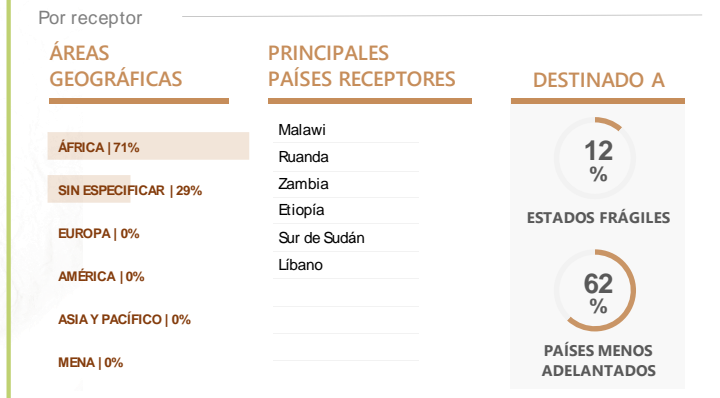 Por receptor
ÁREAS
GEOGRÁFICAS
ÁFRICA | 71%
SIN ESPECIFICAR | 29%
EUROPA | 0%
AMÉRICA | 0%
ASIA Y PACÍFICO | 0%
MENA | 0%
PRINCIPALES
PAÍSES RECEPTORES
Malawi
Ruanda
Zambia
Etiopía
Sur de Sudán
Líbano
DESTINADO A
12
%
ESTADOS FRÁGILES
62
%
PAÍSES MENOS
ADELANTADOS